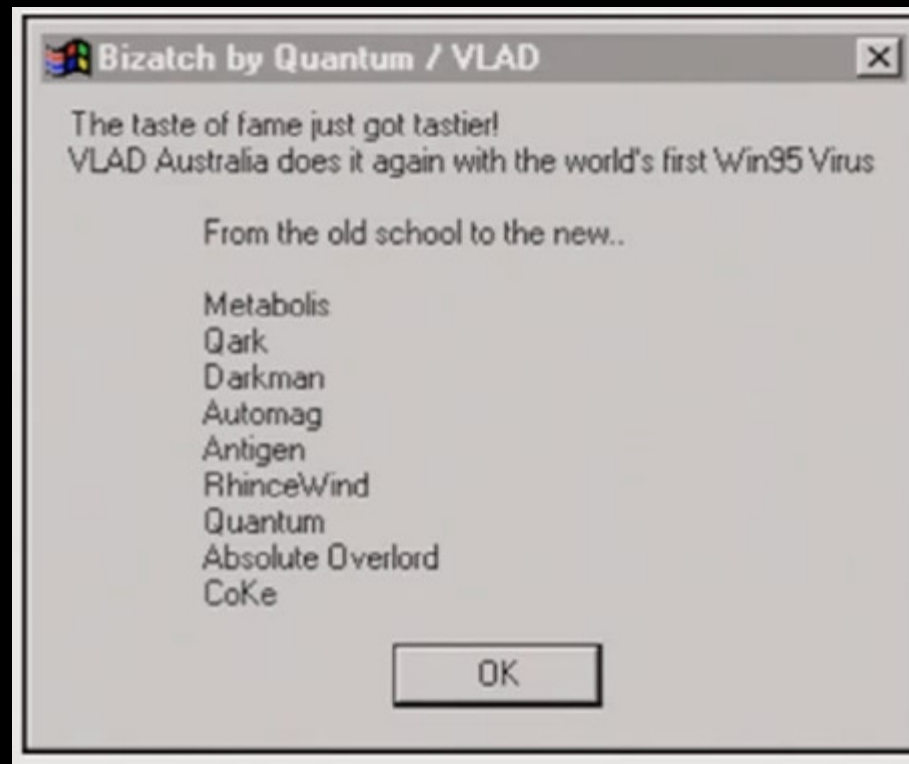 Bizatch by Quantum / VLAD
The taste of fame just got tastier!
VLAD Australia does it again with the world's first Win95 Virus
From the old school to the new..
Metabolis
Qark
Darkman
Automag
Antigen
RhinceWind
Quantum
Absolute Overlord
CoKe
OK